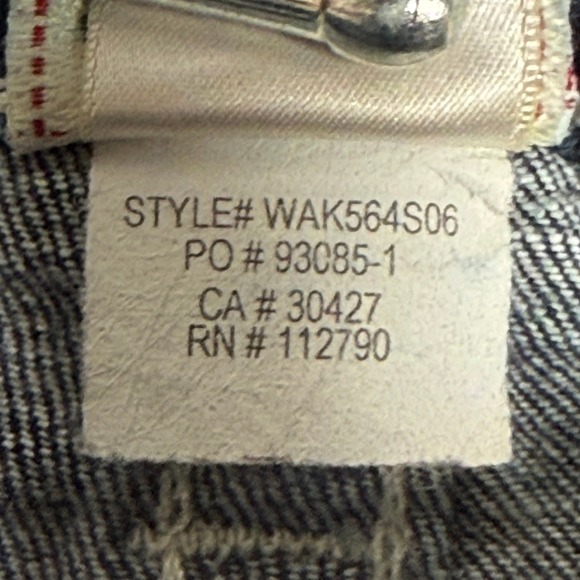 STYLE# WAK564S06
PO # 93085-1
CA # 30427
RN # 112790